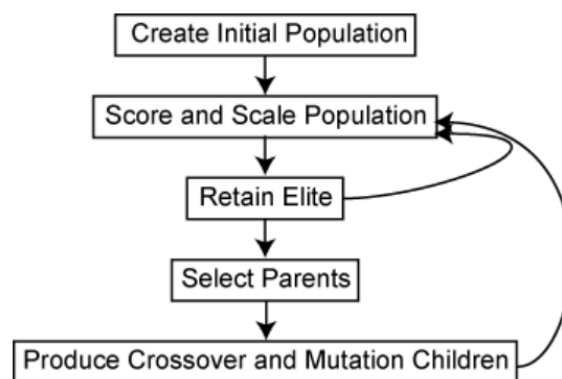 Create Initial Population
Score and Scale Population
Retain Elite
Select Parents
Produce Crossover and Mutation Children